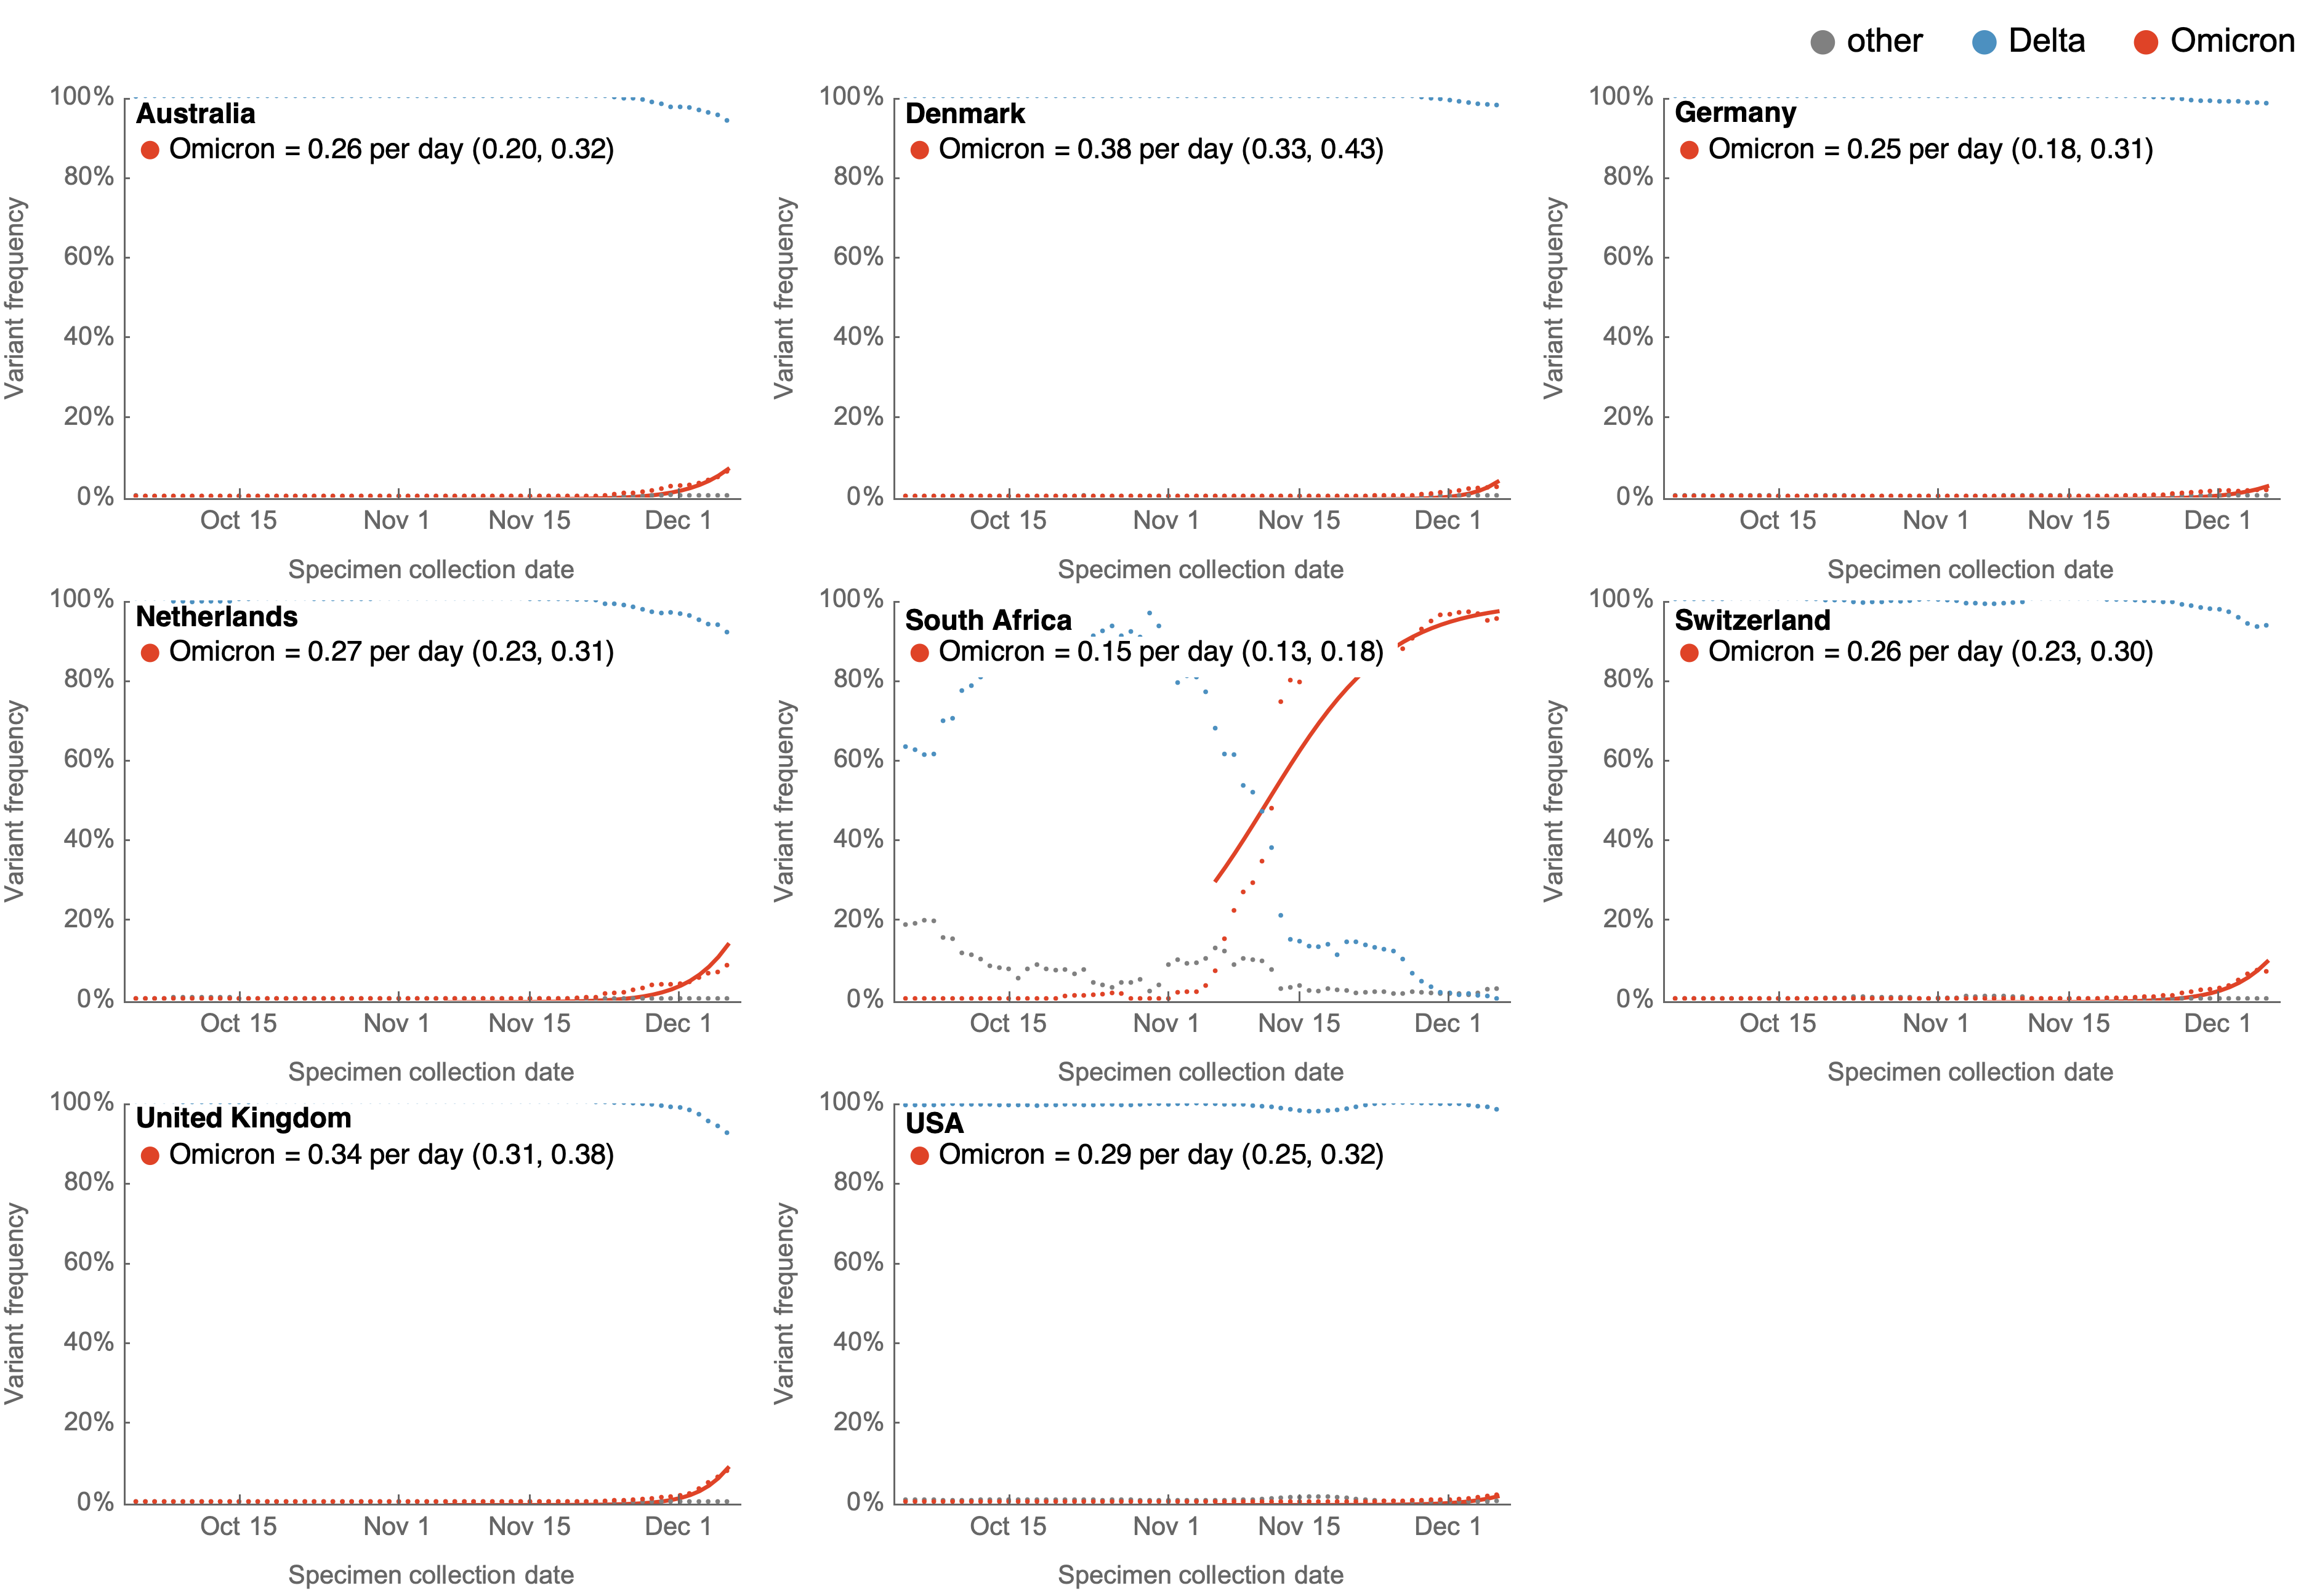 other Delta Omicron
Australia
Omicron = 0.26 per day (0.20, 0.32)
Variant frequency
100%
80%
60%
40%
20%
0%
Oct 15 Nov 1 Nov 15 Dec 1
Specimen collection date
Denmark
Omicron = 0.38 per day (0.33, 0.43)
Variant frequency
100%
80%
60%
40%
20%
0%
Oct 15 Nov 1 Nov 15 Dec 1
Specimen collection date
Germany
Omicron = 0.25 per day (0.18, 0.31)
Variant frequency
100%
80%
60%
40%
20%
0%
Oct 15 Nov 1 Nov 15 Dec 1
Specimen collection date
Netherlands
Omicron = 0.27 per day (0.23, 0.31)
Variant frequency
100%
80%
60%
40%
20%
0%
Oct 15 Nov 1 Nov 15 Dec 1
Specimen collection date
South Africa
Omicron = 0.15 per day (0.13, 0.18)
Variant frequency
100%
80%
60%
40%
20%
0%
Oct 15 Nov 1 Nov 15 Dec 1
Specimen collection date
Switzerland
Omicron = 0.26 per day (0.23, 0.30)
Variant frequency
100%
80%
60%
40%
20%
0%
Oct 15 Nov 1 Nov 15 Dec 1
Specimen collection date
United Kingdom
Omicron = 0.34 per day (0.31, 0.38)
Variant frequency
100%
80%
60%
40%
20%
0%
Oct 15 Nov 1 Nov 15 Dec 1
Specimen collection date
USA
Omicron = 0.29 per day (0.25, 0.32)
Variant frequency
100%
80%
60%
40%
20%
0%
Oct 15 Nov 1 Nov 15 Dec 1
Specimen collection date